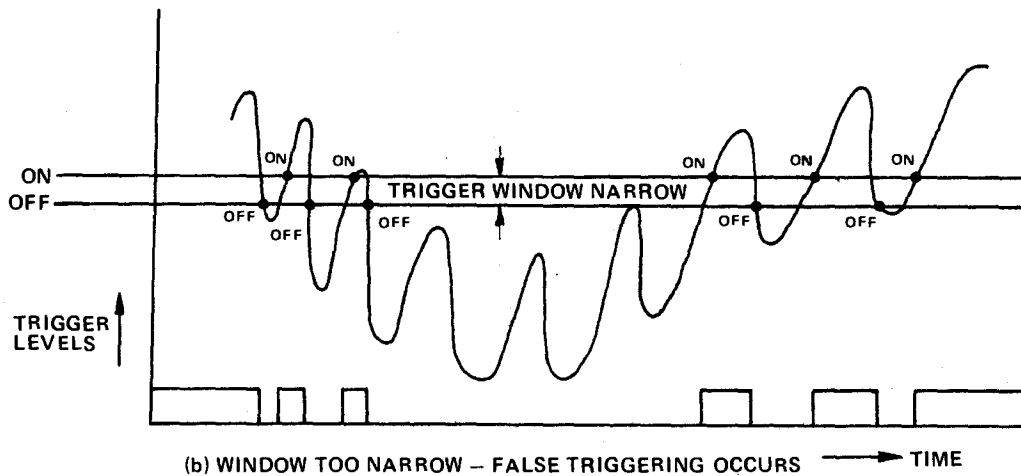 ON
ON
ON
ON
ON
ON
TRIGGER WINDOW NARROW
OFF
OFF
OFF
OFF
OFF
OFF
TRIGGER
LEVELS
(b) WINDOW TOO NARROW – FALSE TRIGGERING OCCURS
TIME